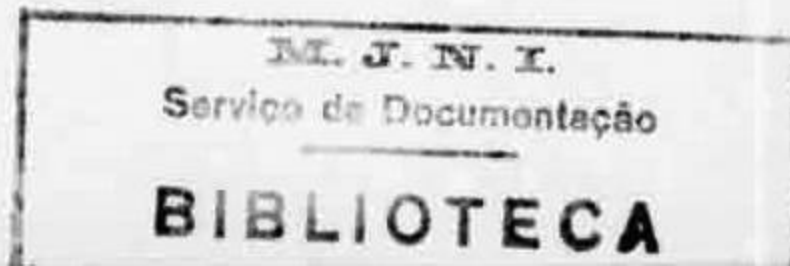 M. J. N. I.
Serviço de Documentação
BIBLIOTECA